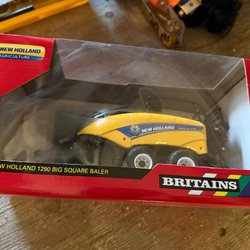 NEW HOLLAND
AGRICULTURE
NEW HOLLAND
W HOLLAND 1290 BIG SQUARE BALER
BRITAINS